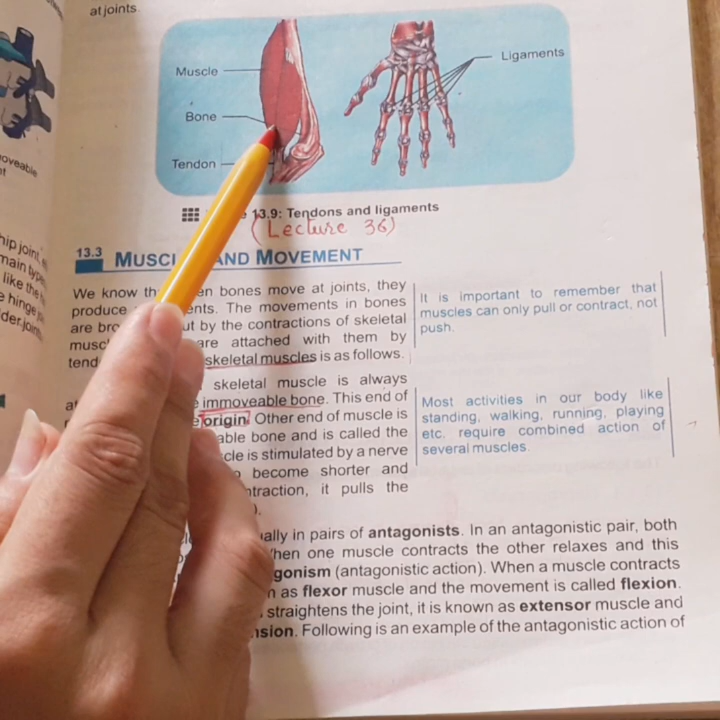 at joints.
Muscle
Bone
Tendon
Ligaments
13.9: Tendons and ligaments
(Lecture 36)
13.3 MUSCL AND MOVEMENT
We know th en bones move at joints, they
produce ents. The movements in bones
are bro ut by the contractions of skeletal
musc are attached with them by
tend skeletal muscles is as follows.
skeletal muscle is always
at immoveable bone. This end of
origin. Other end of muscle is
able bone and is called the
cle is stimulated by a nerve
become shorter and
ntraction, it pulls the
).
It is important to remember that
muscles can only pull or contract, not
push.
Most activities in our body like
standing, walking, running, playing
etc. require combined action of
several muscles.
ally in pairs of antagonists. In an antagonistic pair, both
hen one muscle contracts the other relaxes and this
gonism (antagonistic action). When a muscle contracts
n as flexor muscle and the movement is called flexion.
straightens the joint, it is known as extensor muscle and
nsion. Following is an example of the antagonistic action of
oveable
hip joint,
main type
like the
e hinge
der joint